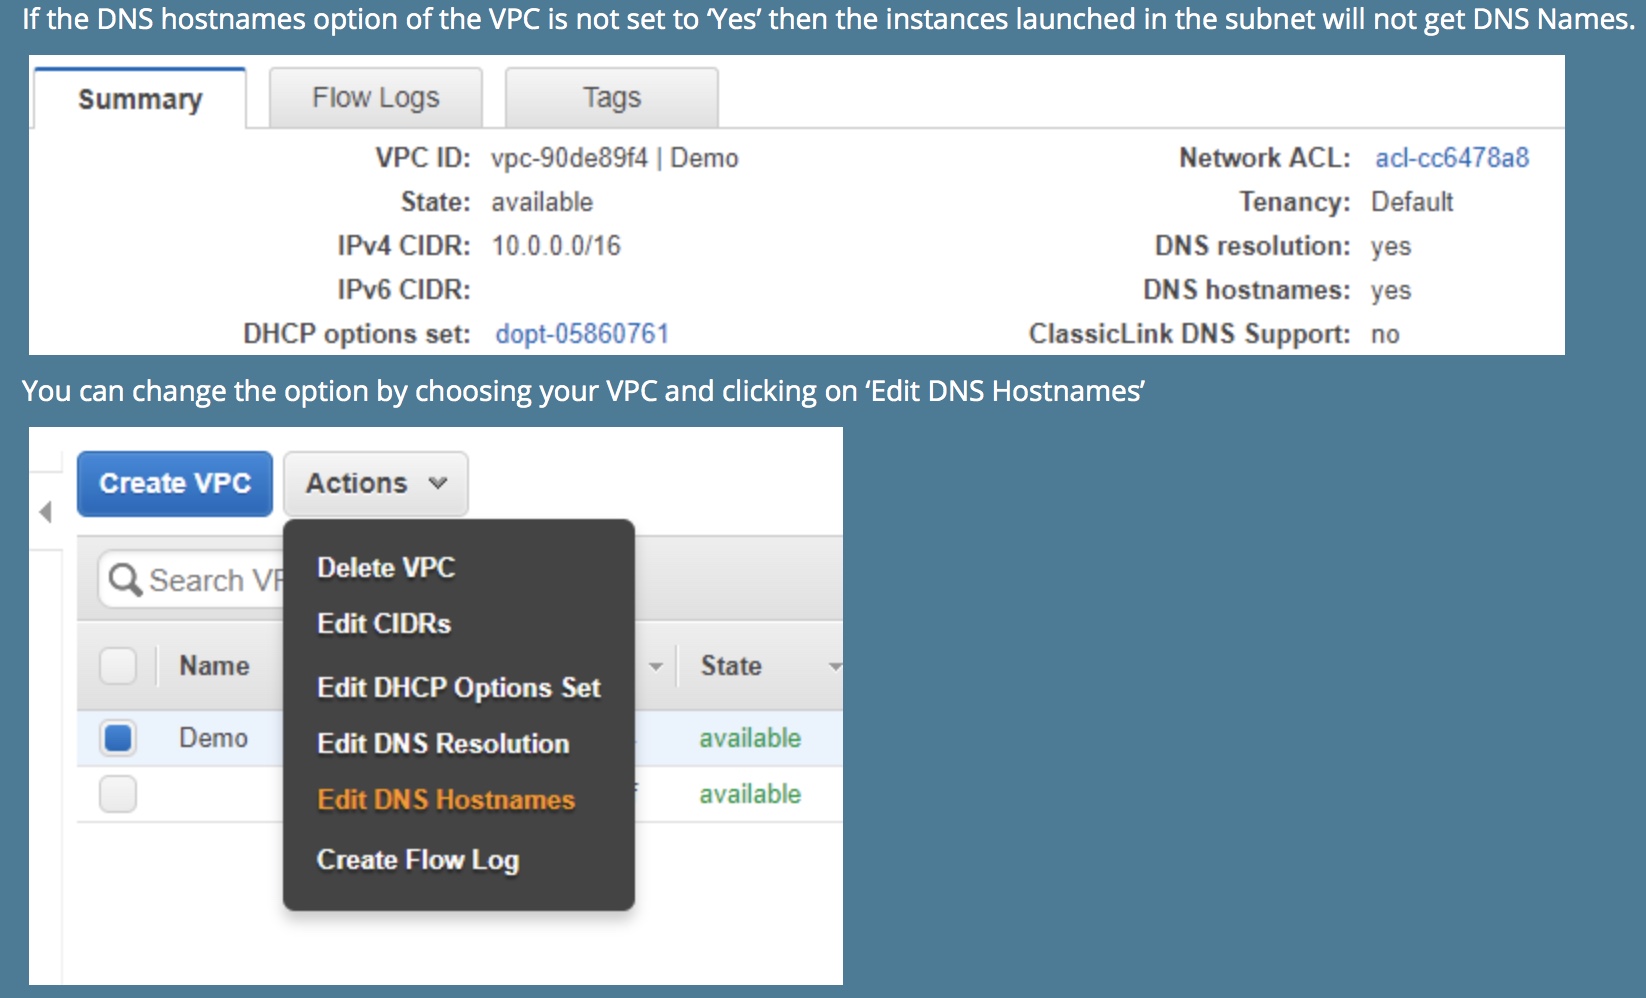 If the DNS hostnames option of the VPC is not set to ‘Yes’ then the instances launched in the subnet will not get DNS Names.
Summary Flow Logs Tags
VPC ID: vpc-90de89f4 | Demo Network ACL: acl-cc6478a8
State: available Tenancy: Default
IPv4 CIDR: 10.0.0.0/16 DNS resolution: yes
IPv6 CIDR: DNS hostnames: yes
DHCP options set: dopt-05860761 ClassicLink DNS Support: no
You can change the option by choosing your VPC and clicking on ‘Edit DNS Hostnames’
Create VPC Actions
Delete VPC
Search
Edit CIDRs
Name State
Edit DHCP Options Set
Demo available
Edit DNS Resolution
available
Edit DNS Hostnames
Create Flow Log